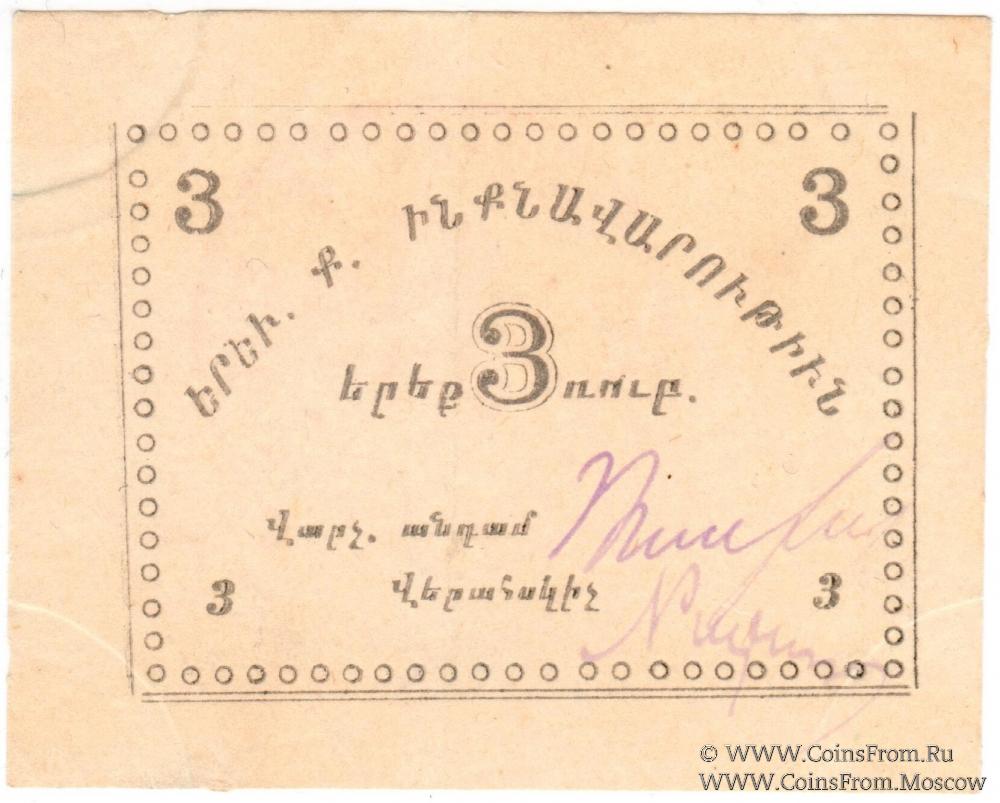 3 3
ԵՐԵՒ. Ք. ԻՆՔՆԱՎԱՐՈՒԹԻՒՆ
երեք 3 ռուբ.
Վարչ. անդամ
Վերահսկիչ
3 3
© WWW.CoinsFrom.Ru
WWW.CoinsFrom.Moscow